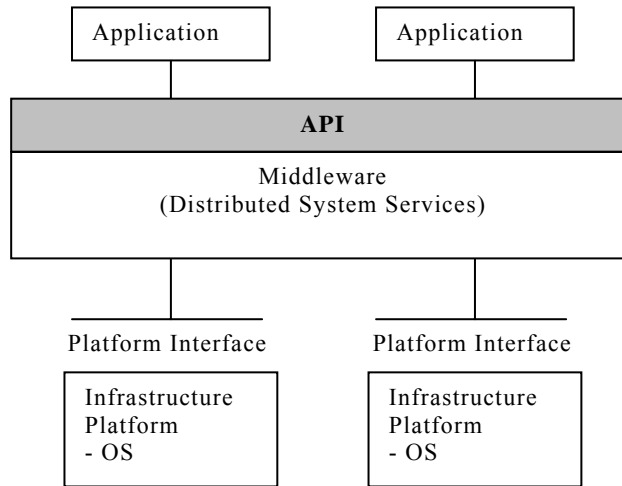 Application
Application
API
Middleware
(Distributed System Services)
Platform Interface
Platform Interface
Infrastructure
Platform
- OS
Infrastructure
Platform
- OS